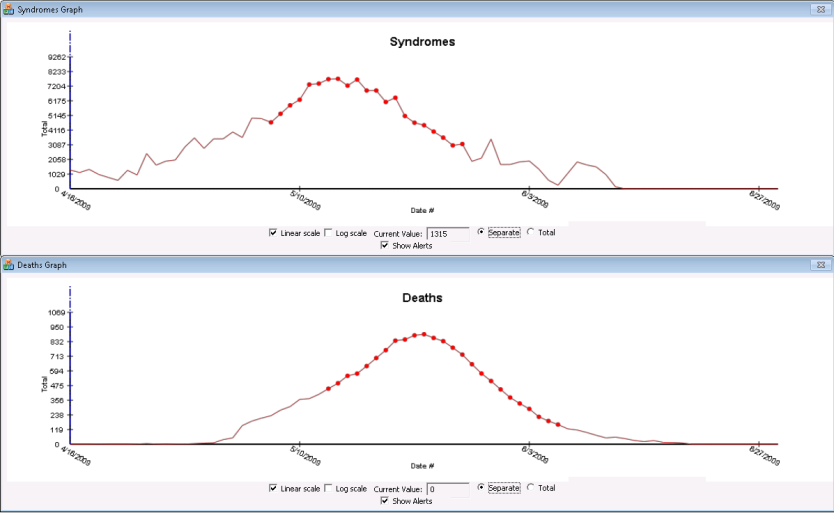 Syndromes Graph
Syndromes
9262
8233
7204
6175
5146
4116
3087
2058
1029
0
Total
4/16/2009
5/10/2009
6/3/2009
6/27/2009
Date #
Linear scale Log scale Current Value: 1315 Separate Total
Show Alerts
Deaths Graph
Deaths
1069
950
832
713
594
475
356
238
119
0
Total
4/16/2009
5/10/2009
6/3/2009
6/27/2009
Date #
Linear scale Log scale Current Value: 0 Separate Total
Show Alerts